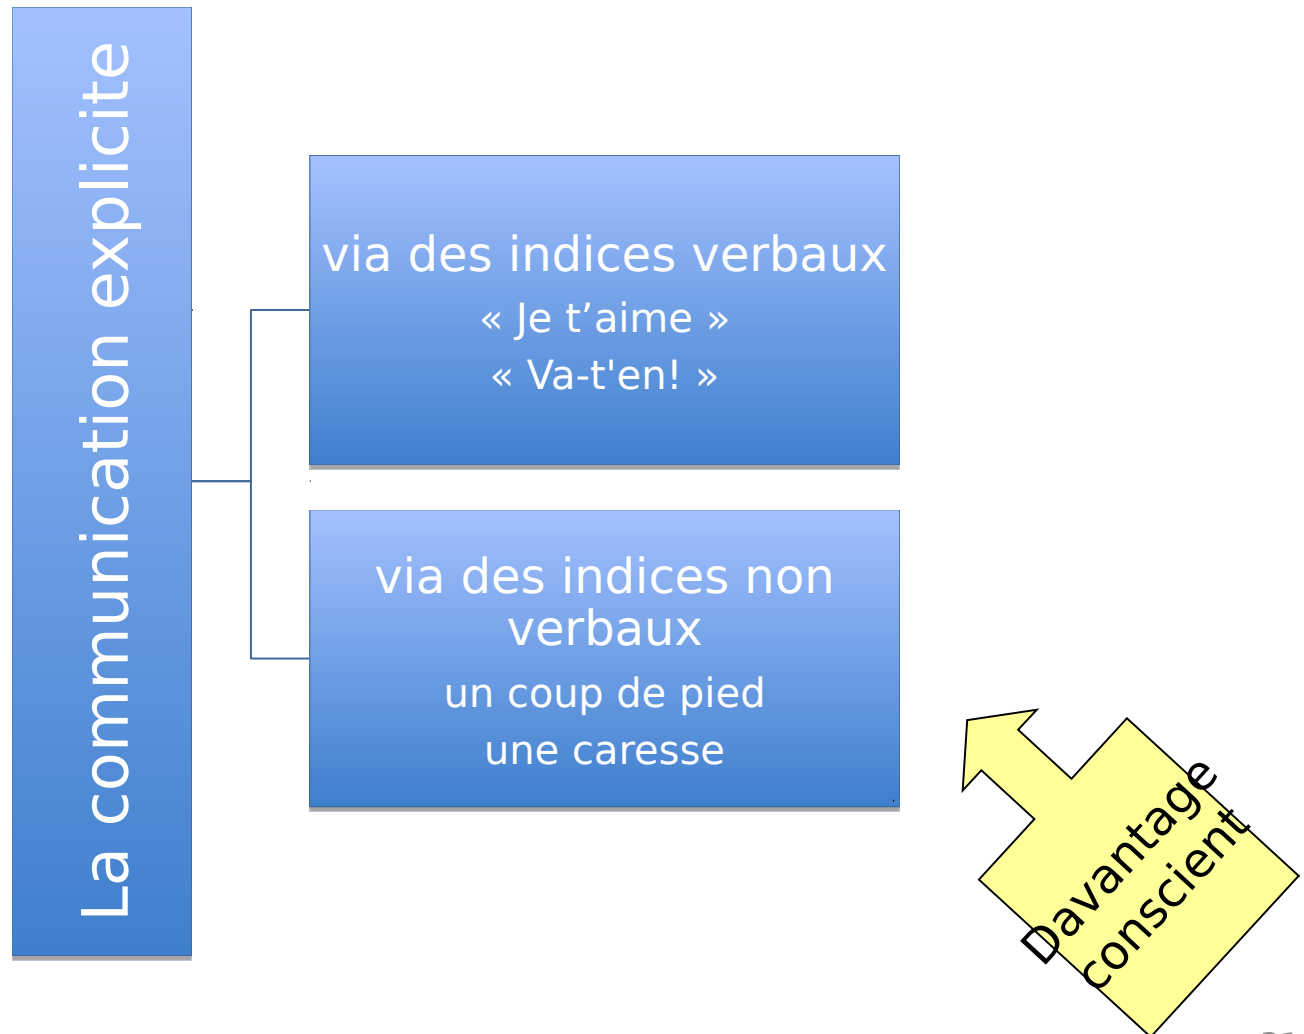 La communication explicite
via des indices verbaux
« Je t’aime »
« Va-t'en! »
via des indices non
verbaux
un coup de pied
une caresse
Davantage
conscient